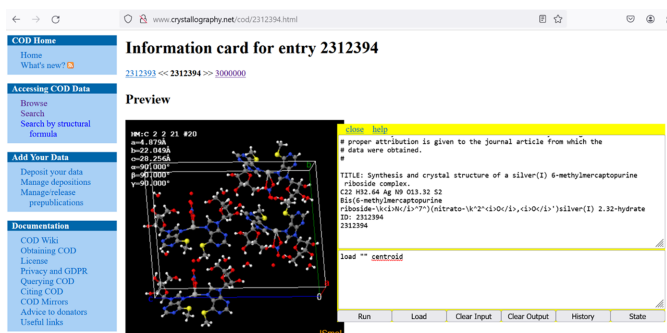 www.crystallography.net/cod/2312394.html
COD Home
Home
What's new?
Accessing COD Data
Browse
Search
Search by structural
formula
Add Your Data
Deposit your data
Manage depositions
Manage/release
prepublications
Documentation
COD Wiki
Obtaining COD
License
Privacy and GDPR
Querying COD
Citing COD
COD Mirrors
Advice to donators
Useful links
Information card for entry 2312394
2312393 << 2312394 >> 3000000
Preview
HM:C 2 2 21 #20
a=4.879Å
b=22.049Å
c=28.256Å
α=90.000°
β=90.000°
γ=90.000°
0
close help
# proper attribution is given to the journal article from which the
# data were obtained.
#
TITLE: Synthesis and crystal structure of a silver(I) 6-methylmercaptopurine
riboside complex.
C22 H32.64 Ag N9 O13.32 S2
Bis(6-methylmercaptopurine
riboside-\k<i>N</i>^7^)(nitrato-\k^2^<i>O</i>,<i>O</i>')silver(I) 2.32-hydrate
ID: 2312394
2312394
load "" centroid
Run Load Clear Input Clear Output History State